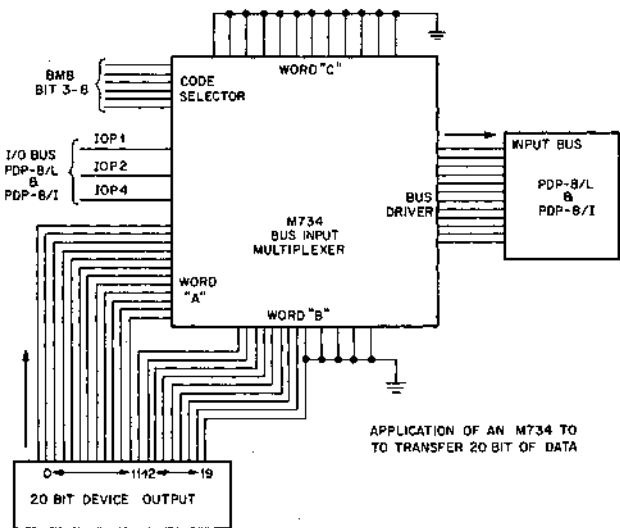 WORD "C"
BMB
BIT 3-8
CODE
SELECTOR
I/O BUS
PDP-8/L
&
PDP-8/I
IOP1
IOP2
IOP4
M734
BUS INPUT
MULTIPLEXER
BUS
DRIVER
INPUT BUS
PDP-8/L
&
PDP-8/I
WORD
"A"
WORD "B"
APPLICATION OF AN M734 TO
TO TRANSFER 20 BIT OF DATA
0 11 12 19
20 BIT DEVICE OUTPUT